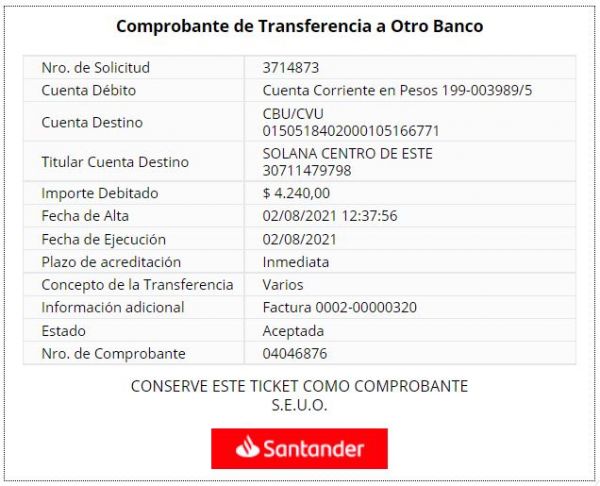 Comprobante de Transferencia a Otro Banco
Nro. de Solicitud 3714873
Cuenta Débito Cuenta Corriente en Pesos 199-003989/5
Cuenta Destino CBU/CVU
0150518402000105166771
Titular Cuenta Destino SOLANA CENTRO DE ESTE
30711479798
Importe Debitado $ 4.240,00
Fecha de Alta 02/08/2021 12:37:56
Fecha de Ejecución 02/08/2021
Plazo de acreditación Inmediata
Concepto de la Transferencia Varios
Información adicional Factura 0002-00000320
Estado Aceptada
Nro. de Comprobante 04046876
CONSERVE ESTE TICKET COMO COMPROBANTE
S.E.U.O.
Santander